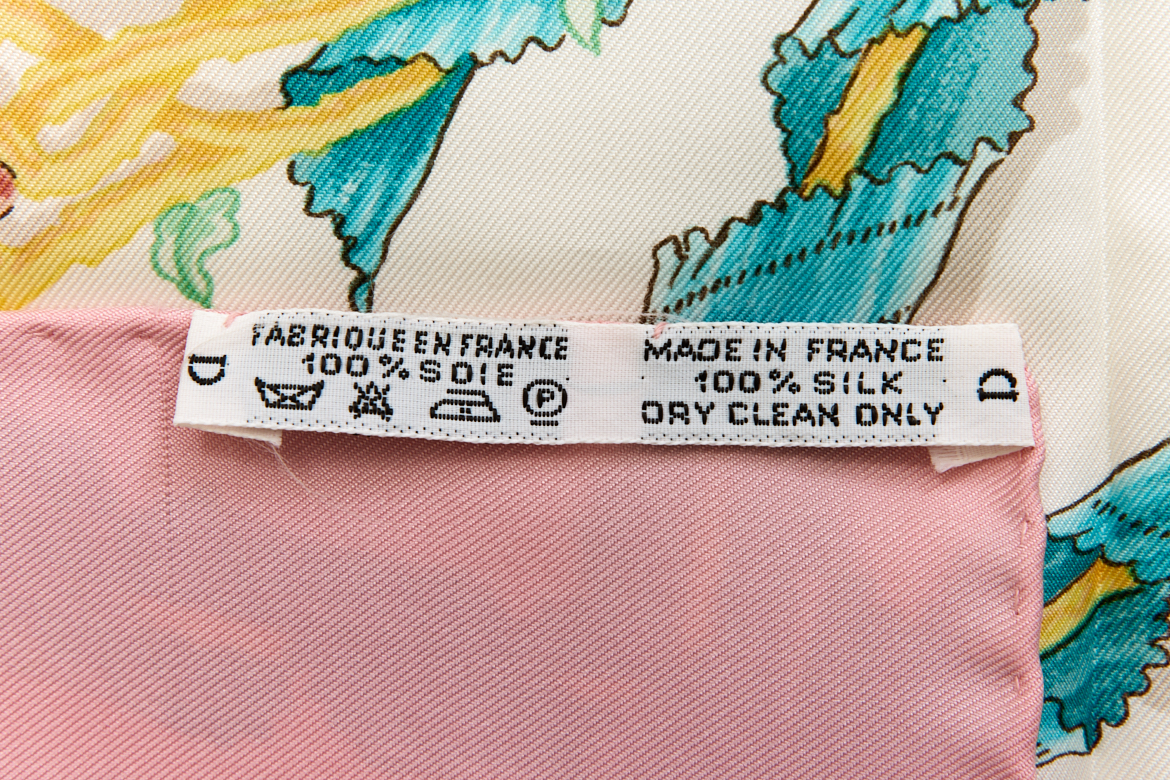 D
FABRIQUE EN FRANCE
100% SOIE
P
MADE IN FRANCE
100% SILK
DRY CLEAN ONLY
D